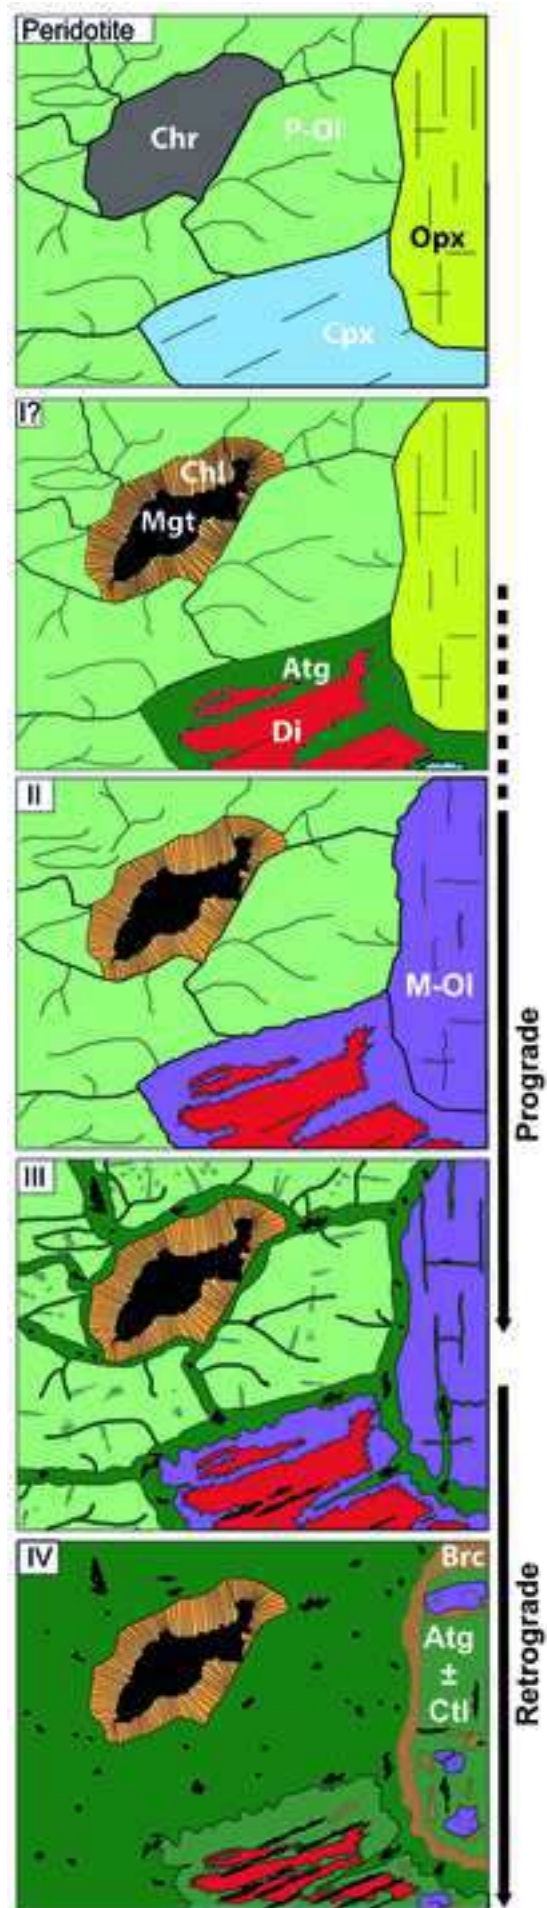 Peridotite
Chr
P-Ol
Opx
Cpx
I?
Chl
Mgt
Atg
Di
II
M-Ol
Prograde
III
IV
Brc
Atg
±
Ctl
Retrograde